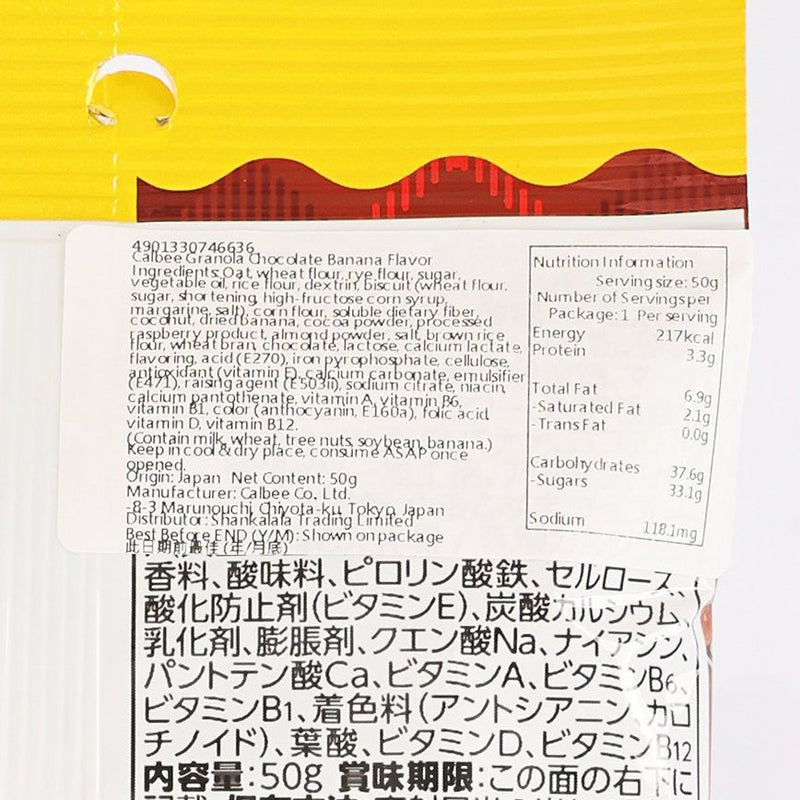 4901330746636
Calbee Granola Chocolate Banana Flavor
Ingredients: Oat, wheat flour, rye flour, sugar,
vegetable oil, rice flour, dextrin, biscuit (wheat flour,
sugar, shortening, high-fructose corn syrup,
margarine, salt), corn flour, soluble dietary fiber,
coconut, dried banana, cocoa powder, processed
raspberry product, almond powder, salt, brown rice
flour, wheat bran, chocolate, lactose, calcium lactate,
flavoring, acid (E270), iron pyrophosphate, cellulose,
antioxidant (vitamin E), calcium carbonate, emulsifier
(E471), raising agent (E503ii), sodium citrate, niacin,
calcium pantothenate, vitamin A, vitamin B6,
vitamin B1, color (anthocyanin, E160a), folic acid,
vitamin D, vitamin B12.
(Contain milk, wheat, tree nuts, soybean, banana.)
Keep in cool & dry place, consume ASAP once
opened.
Origin: Japan Net Content: 50g
Manufacturer: Calbee Co. Ltd.
-8-3 Marunouchi, Chiyota-ku, Tokyo, Japan
Distributor: Shankalala Trading Limited
Best Before END (Y/M): Shown on package
此日期前最佳 (年/月底)
Nutrition Information
Serving size: 50g
Number of Servings per
Package: 1 Per serving
Energy 217kcal
Protein 3.3g
Total Fat 6.9g
-Saturated Fat 2.1g
-Trans Fat 0.0g
Carbohydrates 37.6g
-Sugars 33.1g
Sodium 118.1mg
香料、酸味料、ピロリン酸鉄、セルロース
酸化防止剤(ビタミンE)、炭酸カルシウム、
乳化剤、膨脹剤、クエン酸Na、ナイアシン、
パントテン酸Ca、ビタミンA、ビタミンB6、
ビタミンB1、着色料(アントシアニン、カロ
チノイド)、葉酸、ビタミンD、ビタミンB12
内容量:50g 賞味期限:この面の右下に